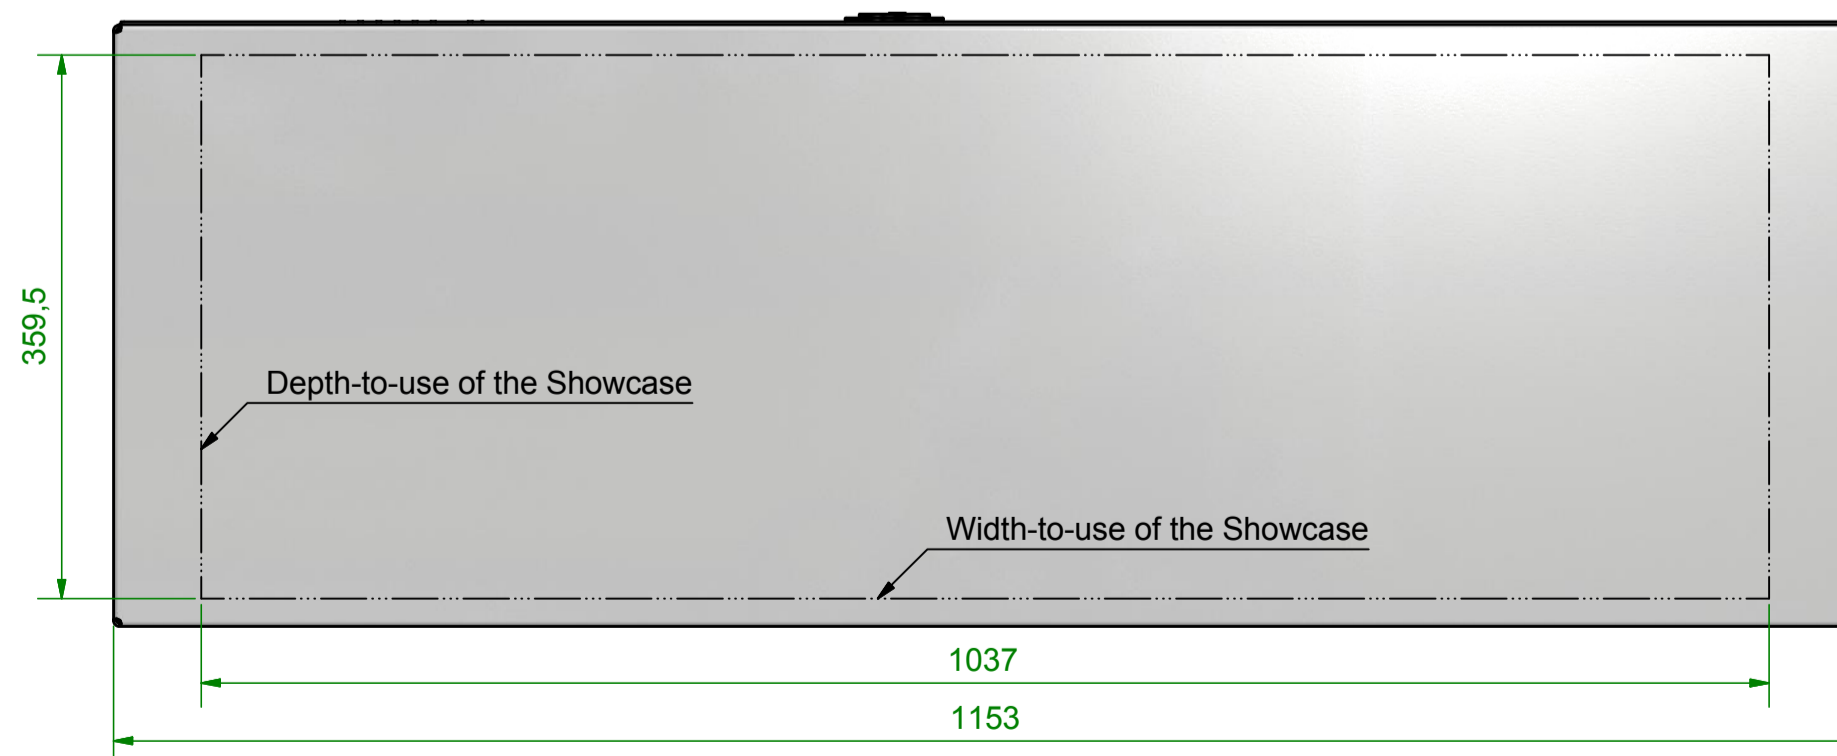 359,5
Depth-to-use of the Showcase
Width-to-use of the Showcase
1037
1153